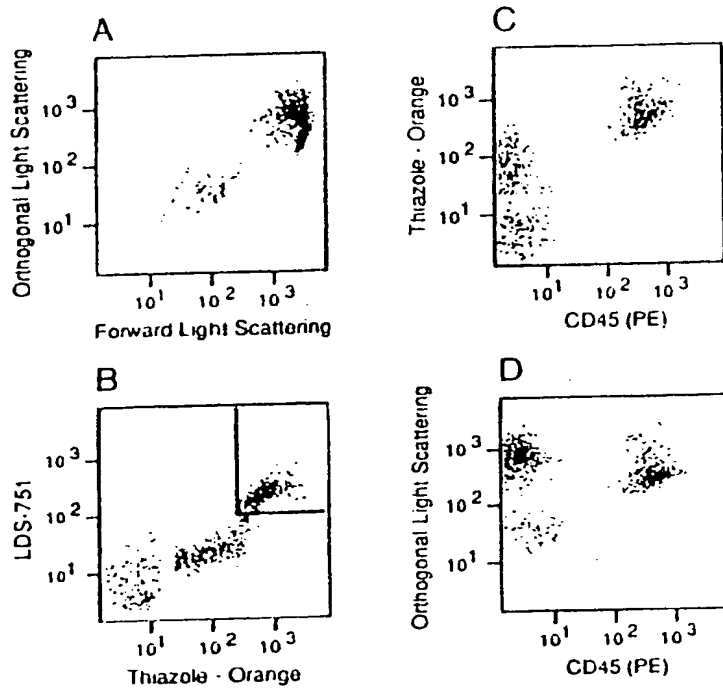 A
Orthogonal Light Scattering
10³
10²
10¹
10¹ 10² 10³
Forward Light Scattering
B
LDS-751
10³
10²
10¹
10¹ 10² 10³
Thiazole - Orange
C
Thiazole - Orange
10³
10²
10¹
10¹ 10² 10³
CD45 (PE)
D
Orthogonal Light Scattering
10³
10²
10¹
10¹ 10² 10³
CD45 (PE)